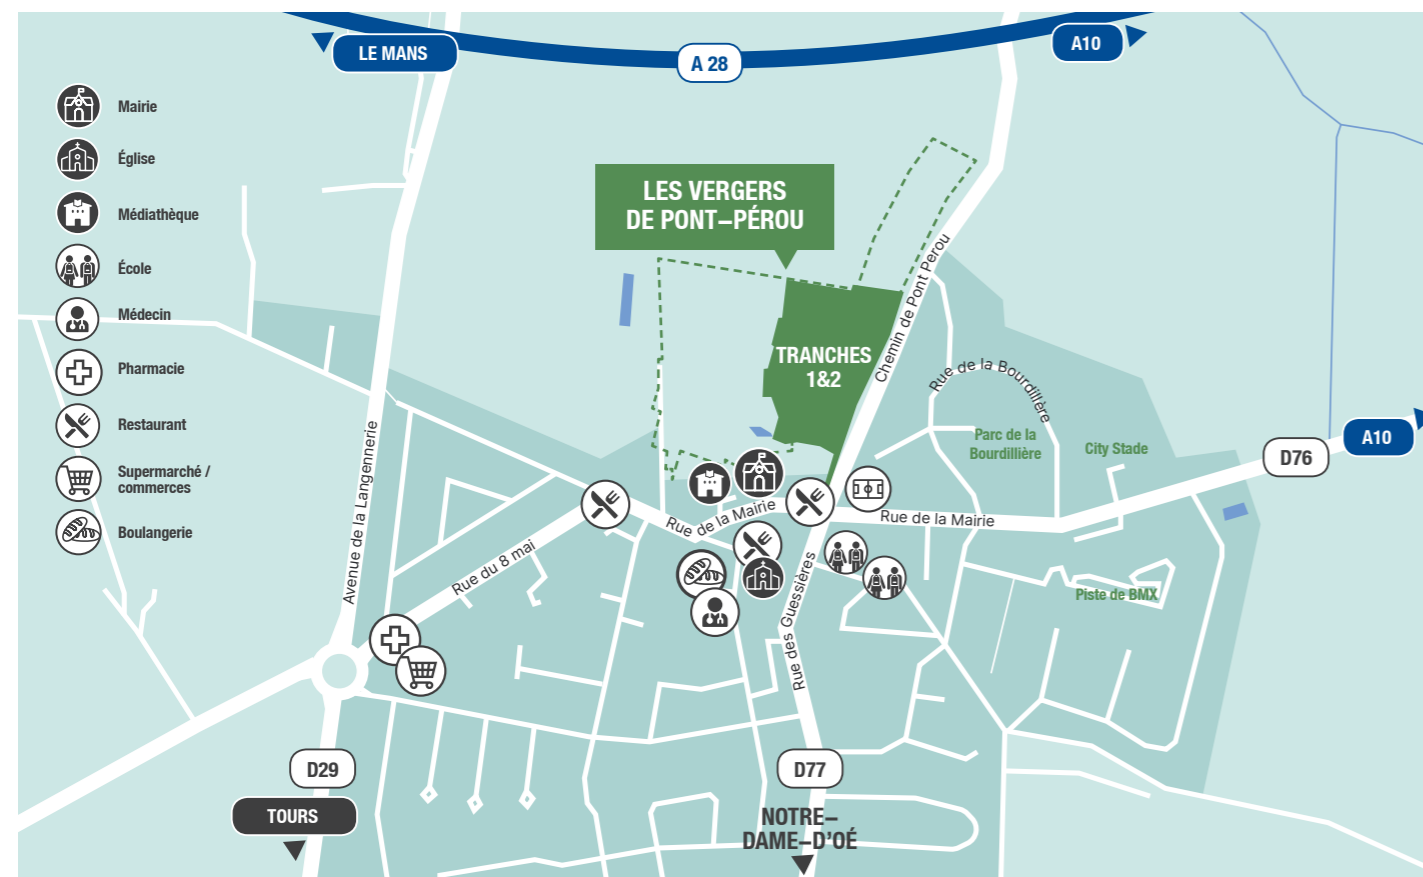 LE MANS
A 28
A10
Mairie
Église
Médiathèque
École
Médecin
Pharmacie
Restaurant
Supermarché /
commerces
Boulangerie
LES VERGERS
DE PONT–PÉROU
TRANCHES
1&2
Chemin de Pont Perou
Rue de la Bourdillière
Parc de la
Bourdillière
City Stade
A10
D76
Avenue de la Langennerie
Rue du 8 mai
Rue de la Mairie
Rue de la Mairie
Rue des Guessières
Piste de BMX
D29
TOURS
D77
NOTRE–
DAME–D'OÉ